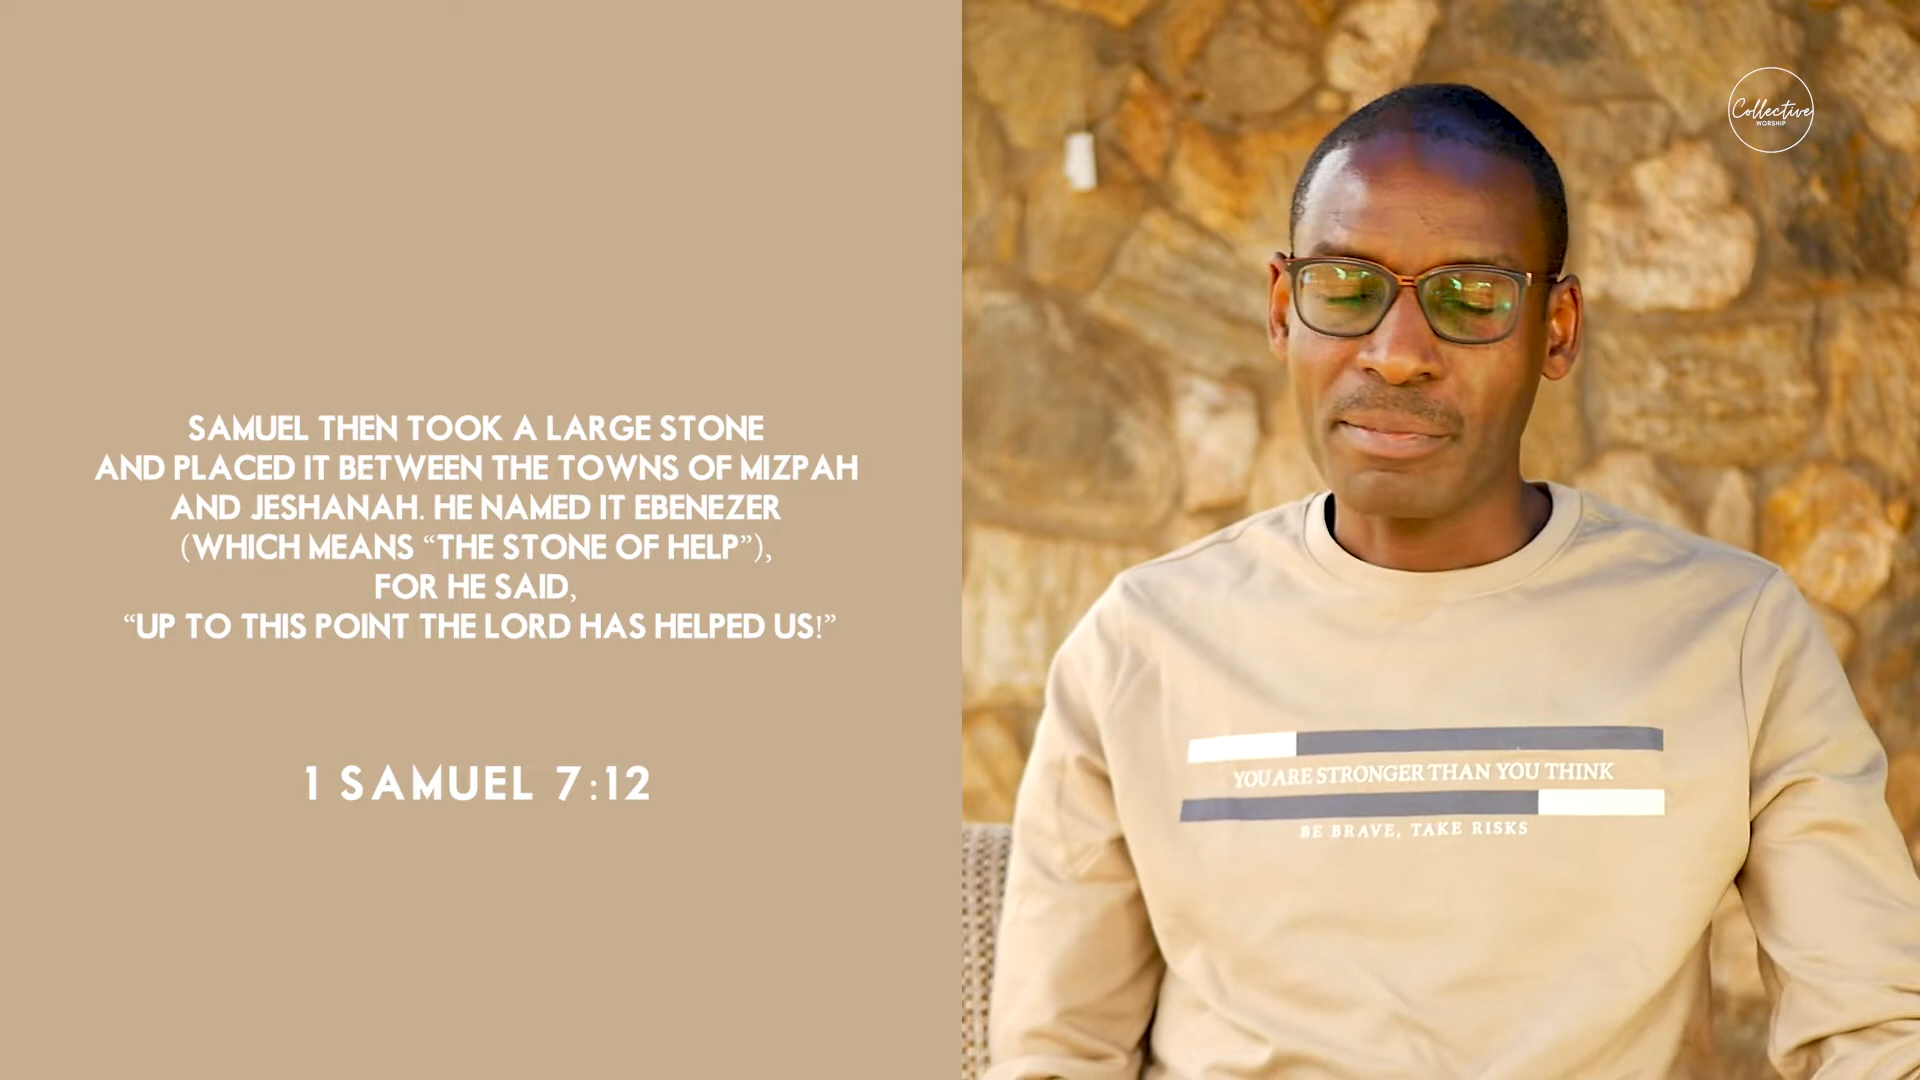 SAMUEL THEN TOOK A LARGE STONE
AND PLACED IT BETWEEN THE TOWNS OF MIZPAH
AND JESHANAH. HE NAMED IT EBENEZER
(WHICH MEANS “THE STONE OF HELP”),
FOR HE SAID,
“UP TO THIS POINT THE LORD HAS HELPED US!”
1 SAMUEL 7:12
Collective
WORSHIP
YOU ARE STRONGER THAN YOU THINK
BE BRAVE, TAKE RISKS